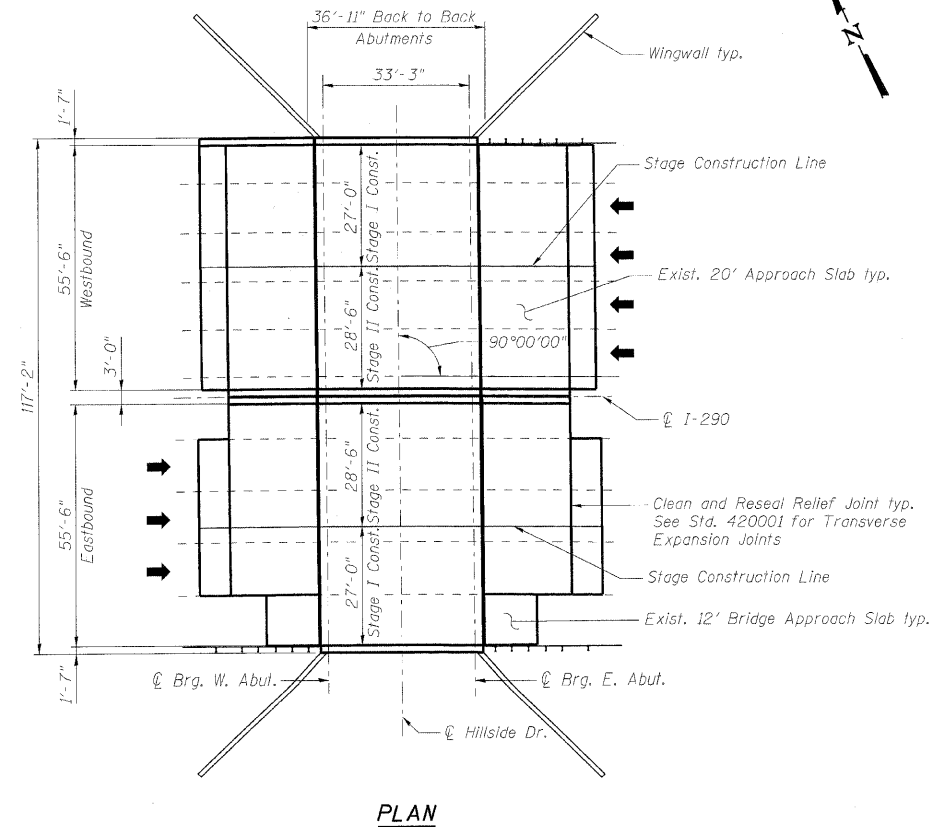 36'-11" Back to Back
Abutments
N
Wingwall typ.
33'-3"
1'-7"
Stage Construction Line
27'-0"
Stage I Const.
55'-6"
Westbound
Exist. 20' Approach Slab typ.
28'-6"
Stage II Const.
90°00'00"
3'-0"
117'-2"
℄ I-290
28'-6"
Stage II Const.
55'-6"
Eastbound
Clean and Reseal Relief Joint typ.
See Std. 420001 for Transverse
Expansion Joints
Stage Construction Line
27'-0"
Stage I Const.
Exist. 12' Bridge Approach Slab typ.
1'-7"
℄ Brg. W. Abut.
℄ Brg. E. Abut.
℄ Hillside Dr.
PLAN